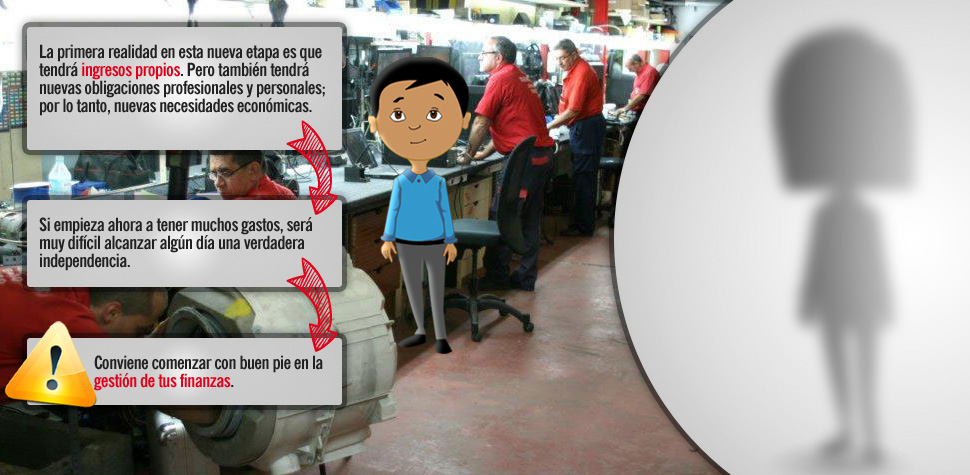 La primera realidad en esta nueva etapa es que
tendrá ingresos propios. Pero también tendrá
nuevas obligaciones profesionales y personales;
por lo tanto, nuevas necesidades económicas.
Si empieza ahora a tener muchos gastos, será
muy difícil alcanzar algún día una verdadera
independencia.
Conviene comenzar con buen pie en la
gestión de tus finanzas.